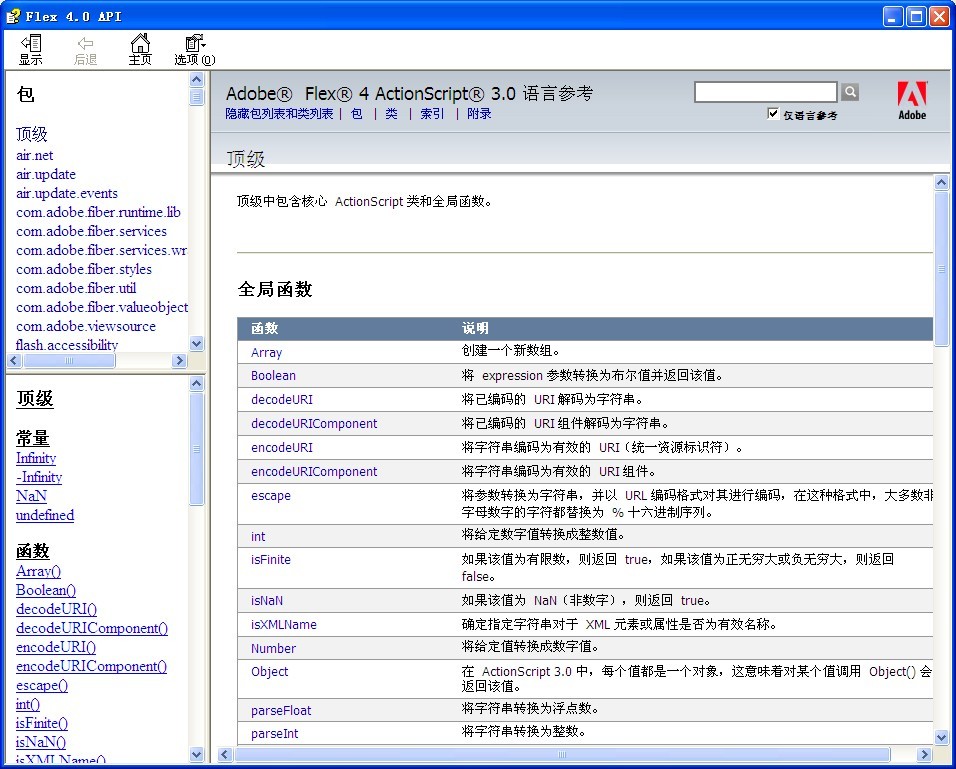 Flex 4.0 API
显示
后退
主页
选项(O)
包
顶级
air.net
air.update
air.update.events
com.adobe.fiber.runtime.lib
com.adobe.fiber.services
com.adobe.fiber.services.wr
com.adobe.fiber.styles
com.adobe.fiber.util
com.adobe.fiber.valueobject
com.adobe.viewsource
flash.accessibility
顶级
常量
Infinity
-Infinity
NaN
undefined
函数
Array()
Boolean()
decodeURI()
decodeURIComponent()
encodeURI()
encodeURIComponent()
escape()
int()
isFinite()
isNaN()
isXMLName()
Adobe® Flex® 4 ActionScript® 3.0 语言参考
隐藏包列表和类列表 | 包 | 类 | 索引 | 附录
仅语言参考
Adobe
顶级
顶级中包含核心 ActionScript 类和全局函数。
全局函数
函数 说明
Array 创建一个新数组。
Boolean 将 expression 参数转换为布尔值并返回该值。
decodeURI 将已编码的 URI 解码为字符串。
decodeURIComponent 将已编码的 URI 组件解码为字符串。
encodeURI 将字符串编码为有效的 URI（统一资源标识符）。
encodeURIComponent 将字符串编码为有效的 URI 组件。
escape 将参数转换为字符串，并以 URL 编码格式对其进行编码，在这种格式中，大多数非
字母数字的字符都替换为 % 十六进制序列。
int 将给定数字值转换成整数值。
isFinite 如果该值为有限数，则返回 true，如果该值为正无穷大或负无穷大，则返回
false。
isNaN 如果该值为 NaN（非数字），则返回 true。
isXMLName 确定指定字符串对于 XML 元素或属性是否为有效名称。
Number 将给定值转换成数字值。
Object 在 ActionScript 3.0 中，每个值都是一个对象，这意味着对某个值调用 Object() 会
返回该值。
parseFloat 将字符串转换为浮点数。
parseInt 将字符串转换为整数。